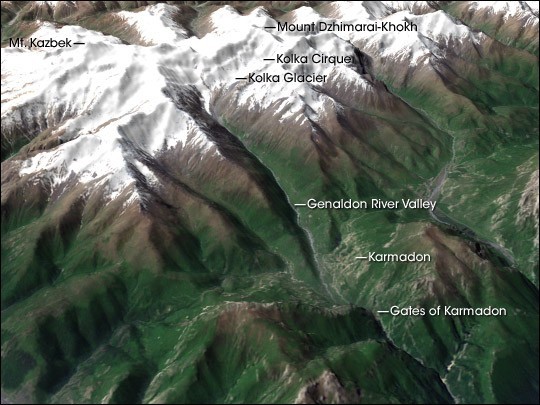 Mount Dzhimarai-Khokh
Mt. Kazbek
Kolka Cirque
Kolka Glacier
Genaldon River Valley
Karmadon
Gates of Karmadon